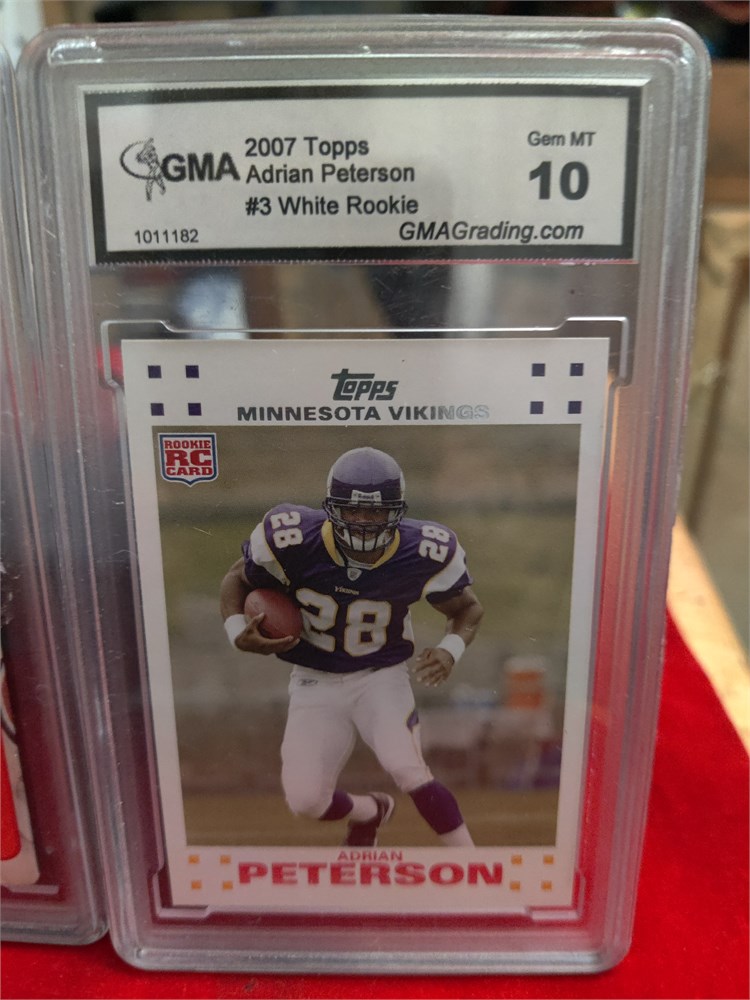 GMA
2007 Topps
Adrian Peterson
#3 White Rookie
Gem MT
10
1011182
GMAGrading.com
Topps
MINNESOTA VIKINGS
ROOKIE
RC
CARD
28
28
28
VIKINGS
ADRIAN
PETERSON